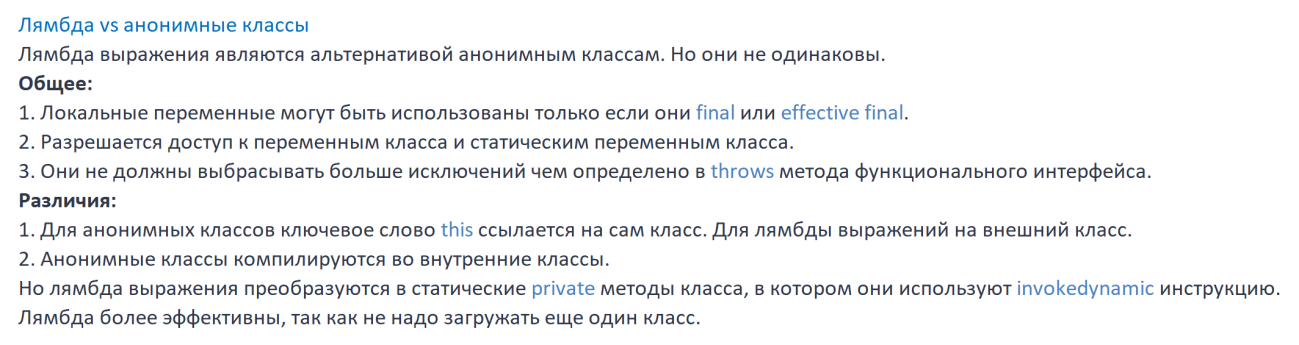 Лямбда vs анонимные классы
Лямбда выражения являются альтернативой анонимным классам. Но они не одинаковы.
Общее:
1. Локальные переменные могут быть использованы только если они final или effective final.
2. Разрешается доступ к переменным класса и статическим переменным класса.
3. Они не должны выбрасывать больше исключений чем определено в throws метода функционального интерфейса.
Различия:
1. Для анонимных классов ключевое слово this ссылается на сам класс. Для лямбды выражений на внешний класс.
2. Анонимные классы компилируются во внутренние классы.
Но лямбда выражения преобразуются в статические private методы класса, в котором они используют invokedynamic инструкцию.
Лямбда более эффективны, так как не надо загружать еще один класс.